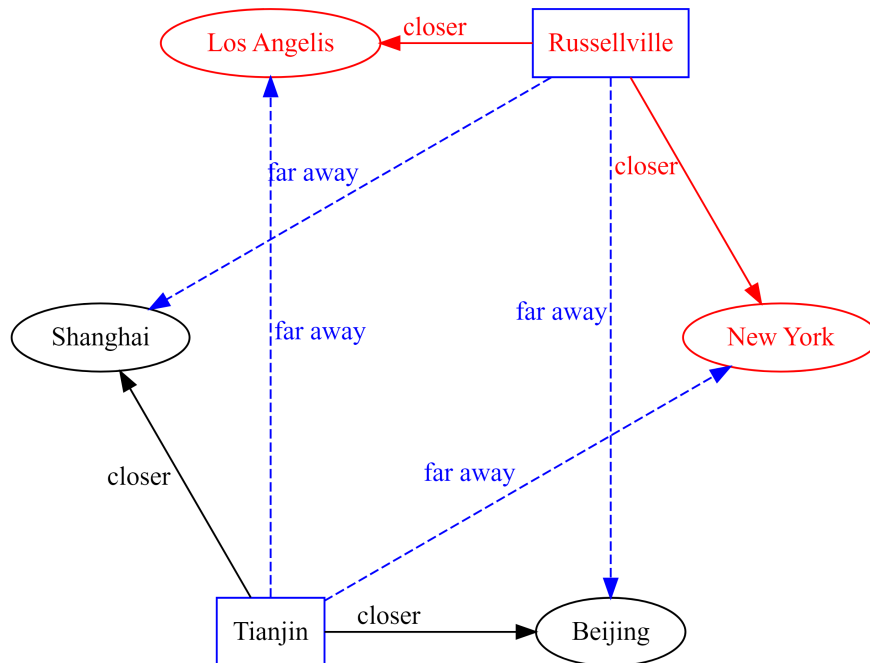 Los Angelis
closer
Russellville
far away
closer
Shanghai
far away
far away
New York
closer
far away
Tianjin
closer
Beijing